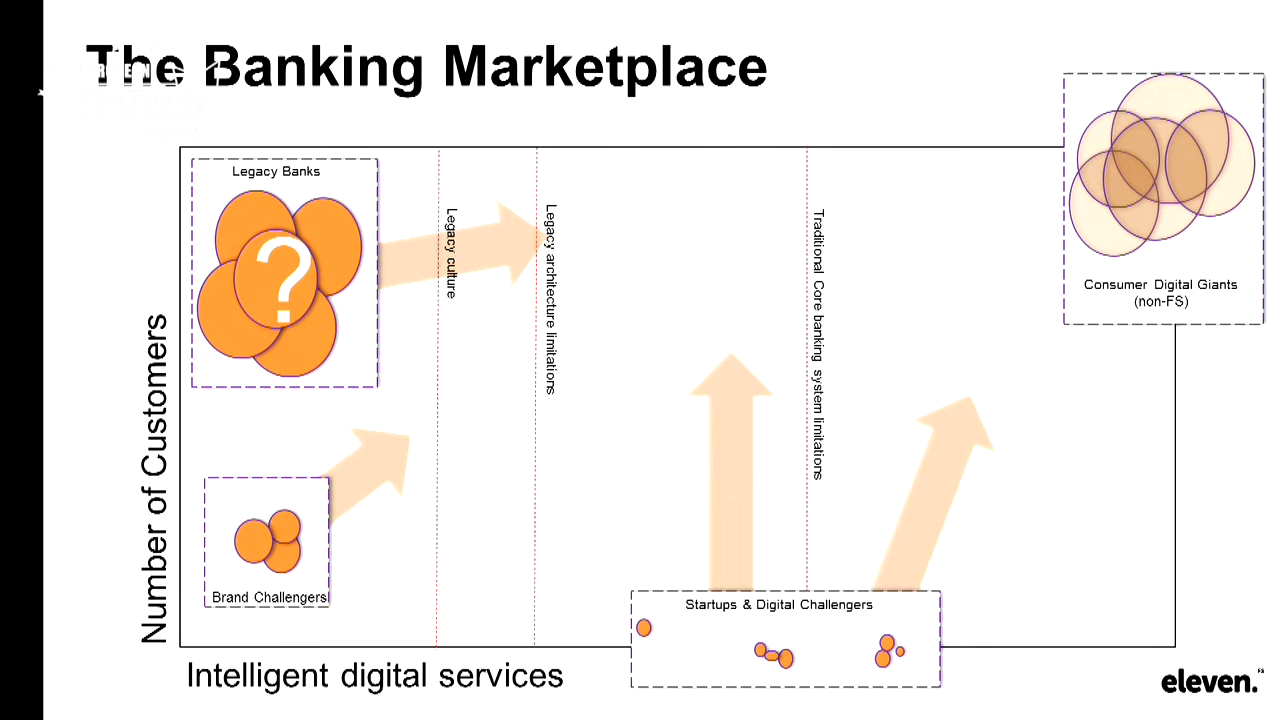 The Banking Marketplace
Legacy Banks
?
Legacy culture
Legacy architecture limitations
Traditional Core banking system limitations
Consumer Digital Giants
(non-FS)
Number of Customers
Brand Challengers
Startups & Digital Challengers
Intelligent digital services
eleven.